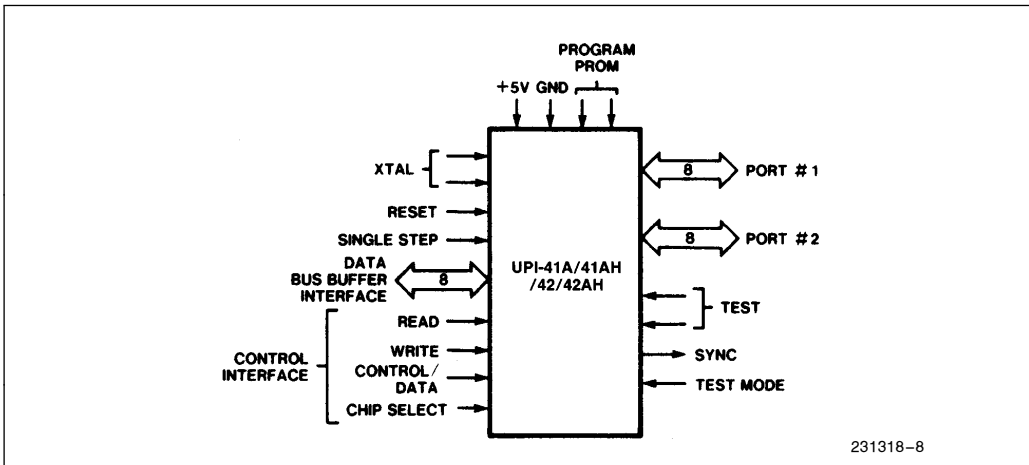 PROGRAM
PROM
+5V GND
XTAL
RESET
SINGLE STEP
DATA
BUS BUFFER
INTERFACE
8
READ
WRITE
CONTROL/
DATA
CHIP SELECT
CONTROL
INTERFACE
UPI-41A/41AH
/42/42AH
8
PORT #1
8
PORT #2
TEST
SYNC
TEST MODE
231318-8